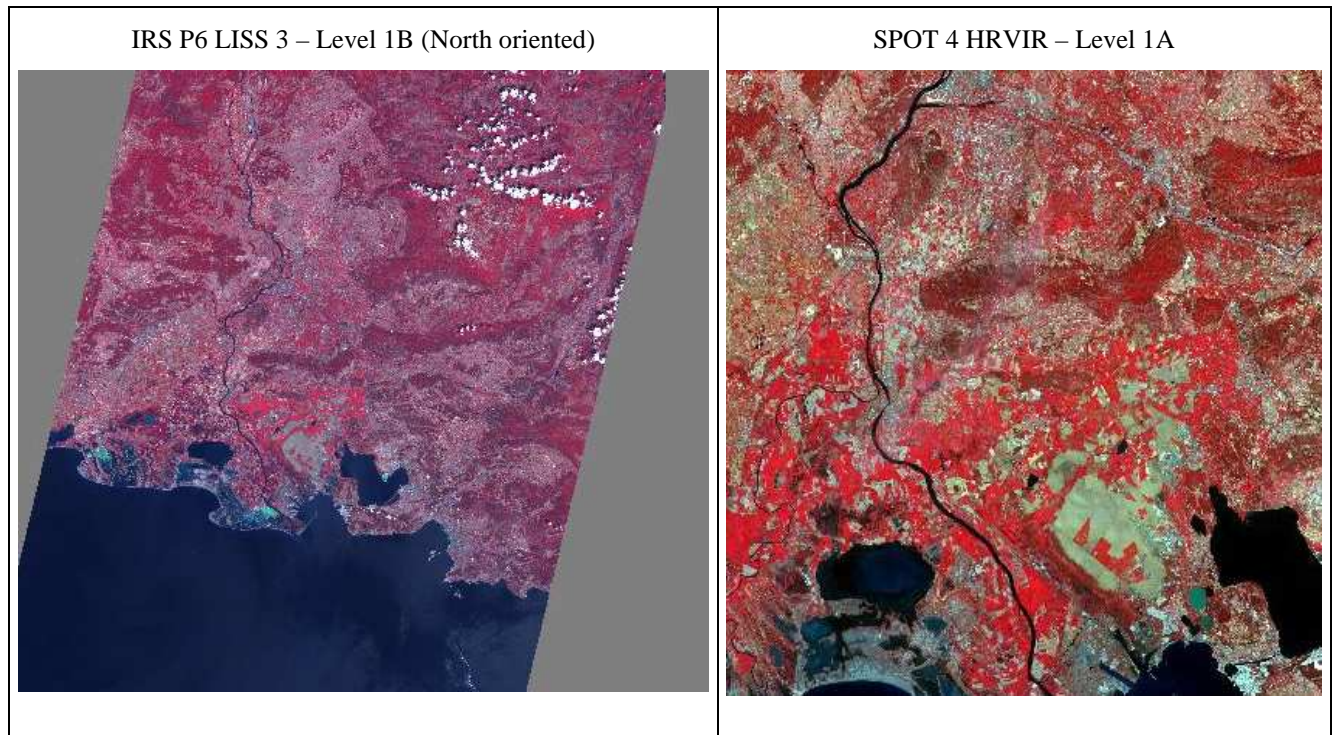 IRS P6 LISS 3 – Level 1B (North oriented)
SPOT 4 HRVIR – Level 1A